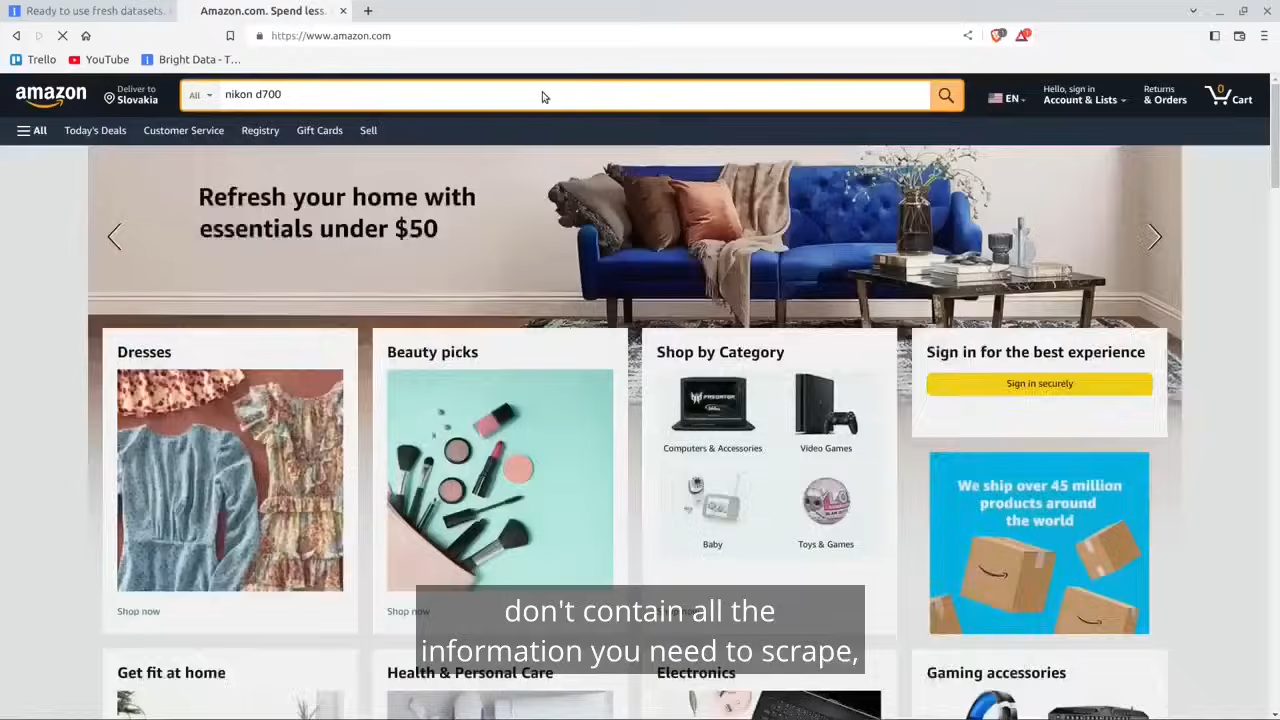 Ready to use fresh datasets.
Amazon.com. Spend less.
https://www.amazon.com
Trello
YouTube
Bright Data - T...
amazon
Deliver to
Slovakia
All
nikon d700
EN
Hello, sign in
Account & Lists
Returns
& Orders
0
Cart
All
Today's Deals
Customer Service
Registry
Gift Cards
Sell
Refresh your home with
essentials under $50
Dresses
Shop now
Beauty picks
Shop now
Shop by Category
PREDATOR
Computers & Accessories
Video Games
Baby
Toys & Games
Sign in for the best experience
Sign in securely
We ship over 45 million
products around
the world
don't contain all the
information you need to scrape,
Get fit at home
Health & Personal Care
Electronics
Gaming accessories